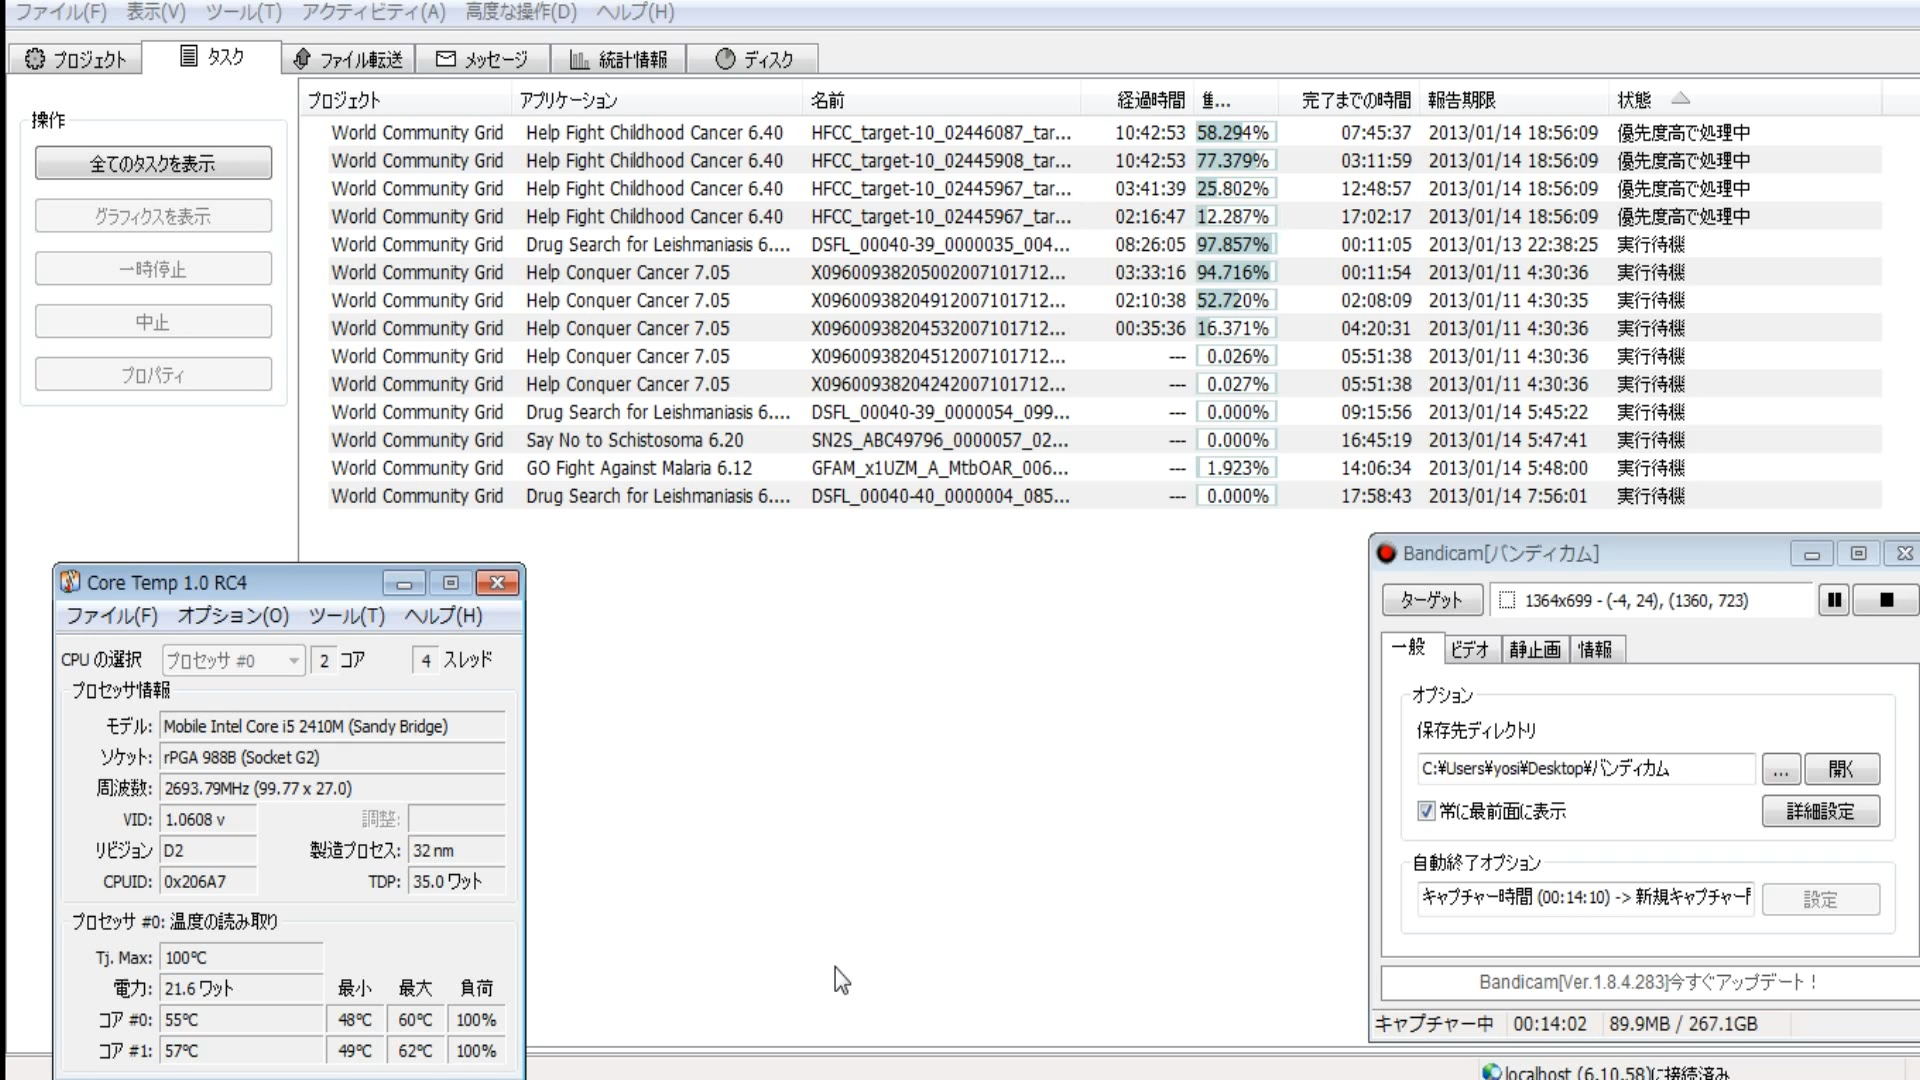 ファイル(F) 表示(V) ツール(T) アクティビティ(A) 高度な操作(D) ヘルプ(H)
プロジェクト タスク ファイル転送 メッセージ 統計情報 ディスク
操作
全てのタスクを表示
グラフィクスを表示
一時停止
中止
プロパティ
プロジェクト アプリケーション 名前 経過時間 進... 完了までの時間 報告期限 状態
World Community Grid Help Fight Childhood Cancer 6.40 HFCC_target-10_02446087_tar... 10:42:53 58.294% 07:45:37 2013/01/14 18:56:09 優先度高で処理中
World Community Grid Help Fight Childhood Cancer 6.40 HFCC_target-10_02445908_tar... 10:42:53 77.379% 03:11:59 2013/01/14 18:56:09 優先度高で処理中
World Community Grid Help Fight Childhood Cancer 6.40 HFCC_target-10_02445967_tar... 03:41:39 25.802% 12:48:57 2013/01/14 18:56:09 優先度高で処理中
World Community Grid Help Fight Childhood Cancer 6.40 HFCC_target-10_02445967_tar... 02:16:47 12.287% 17:02:17 2013/01/14 18:56:09 優先度高で処理中
World Community Grid Drug Search for Leishmaniasis 6.... DSFL_00040-39_0000035_004... 08:26:05 97.857% 00:11:05 2013/01/13 22:38:25 実行待機
World Community Grid Help Conquer Cancer 7.05 X0960093820500200710​1712... 03:33:16 94.716% 00:11:54 2013/01/11 4:30:36 実行待機
World Community Grid Help Conquer Cancer 7.05 X09600938204912007101712... 02:10:38 52.720% 02:08:09 2013/01/11 4:30:35 実行待機
World Community Grid Help Conquer Cancer 7.05 X09600938204532007101712... 00:35:36 16.371% 04:20:31 2013/01/11 4:30:36 実行待機
World Community Grid Help Conquer Cancer 7.05 X09600938204512007101712... --- 0.026% 05:51:38 2013/01/11 4:30:36 実行待機
World Community Grid Help Conquer Cancer 7.05 X09600938204242007101712... --- 0.027% 05:51:38 2013/01/11 4:30:36 実行待機
World Community Grid Drug Search for Leishmaniasis 6.... DSFL_00040-39_0000054_099... --- 0.000% 09:15:56 2013/01/14 5:45:22 実行待機
World Community Grid Say No to Schistosoma 6.20 SN2S_ABC49796_0000057_02... --- 0.000% 16:45:19 2013/01/14 5:47:41 実行待機
World Community Grid GO Fight Against Malaria 6.12 GFAM_x1UZM_A_MtbOAR_006... --- 1.923% 14:06:34 2013/01/14 5:48:00 実行待機
World Community Grid Drug Search for Leishmaniasis 6.... DSFL_00040-40_0000004_085... --- 0.000% 17:58:43 2013/01/14 7:56:01 実行待機
Core Temp 1.0 RC4
ファイル(F) オプション(O) ツール(T) ヘルプ(H)
CPU の選択 プロセッサ #0 2 コア 4 スレッド
プロセッサ情報
モデル: Mobile Intel Core i5 2410M (Sandy Bridge)
ソケット: rPGA 988B (Socket G2)
周波数: 2693.79MHz (99.77 x 27.0)
VID: 1.0608 v 調整:
リビジョン D2 製造プロセス: 32 nm
CPUID: 0x206A7 TDP: 35.0 ワット
プロセッサ #0: 温度の読み取り
Tj. Max: 100℃
電力: 21.6 ワット 最小 最大 負荷
コア #0: 55℃ 48℃ 60℃ 100%
コア #1: 57℃ 49℃ 62℃ 100%
Bandicam[バンディカム]
ターゲット 1364x699 - (-4, 24), (1360, 723)
一般 ビデオ 静止画 情報
オプション
保存先ディレクトリ
C:¥Users¥yosi¥Desktop¥バンディカム ... 開く
常に最前面に表示 詳細設定
自動終了オプション
キャプチャー時間 (00:14:10) -> 新規キャプチャー 設定
Bandicam[Ver.1.8.4.283]今すぐアップデート！
キャプチャー中 00:14:02 89.9MB / 267.1GB
localhost (6.10.58)に接続済み